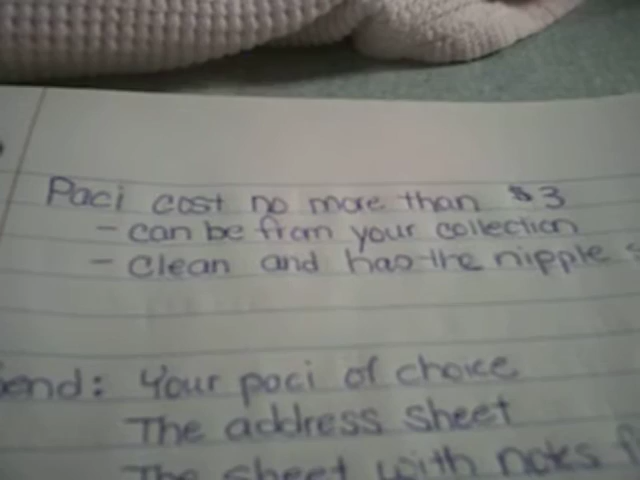 Paci cost no more than $3
- can be from your collection
- Clean and has the nipple
send: Your paci of choice
The address sheet
The sheet with notes